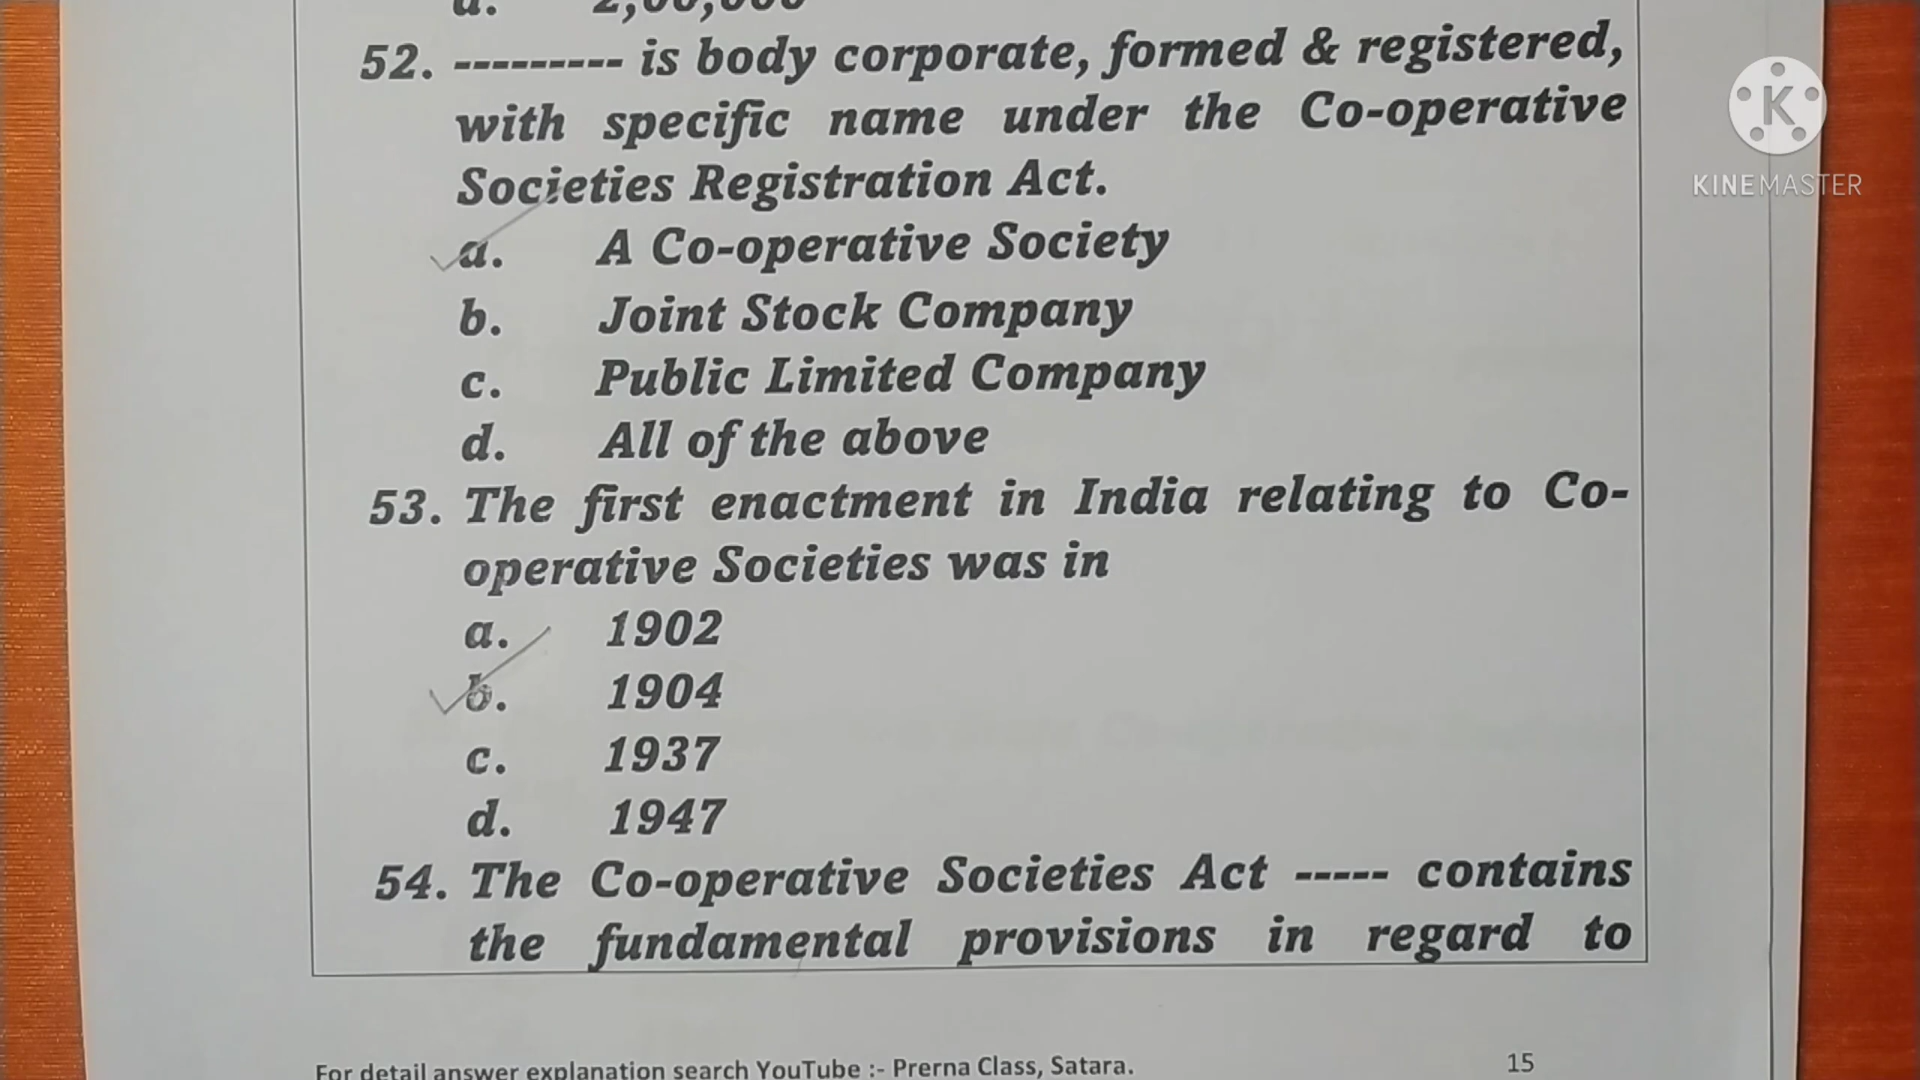 d. 2,00,000
52. --------- is body corporate, formed & registered,
with specific name under the Co-operative
Societies Registration Act.
a. A Co-operative Society
b. Joint Stock Company
c. Public Limited Company
d. All of the above
53. The first enactment in India relating to Co-
operative Societies was in
a. 1902
b. 1904
c. 1937
d. 1947
54. The Co-operative Societies Act ----- contains
the fundamental provisions in regard to
For detail answer explanation search YouTube :- Prerna Class, Satara. 15
K
KINEMASTER